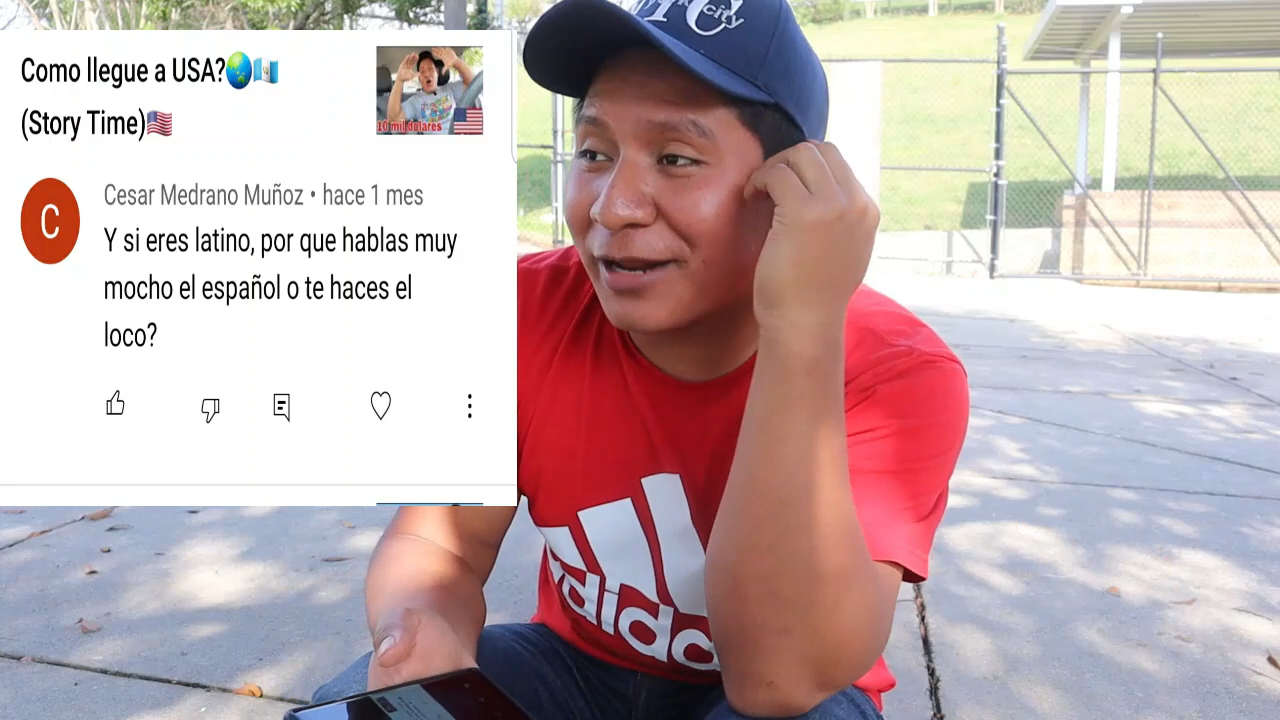 Como llegue a USA?🌏🇬🇹
(Story Time)🇺🇸
10 mil dolares
C
Cesar Medrano Muñoz • hace 1 mes
Y si eres latino, por que hablas muy
mocho el español o te haces el
loco?
city
adidas